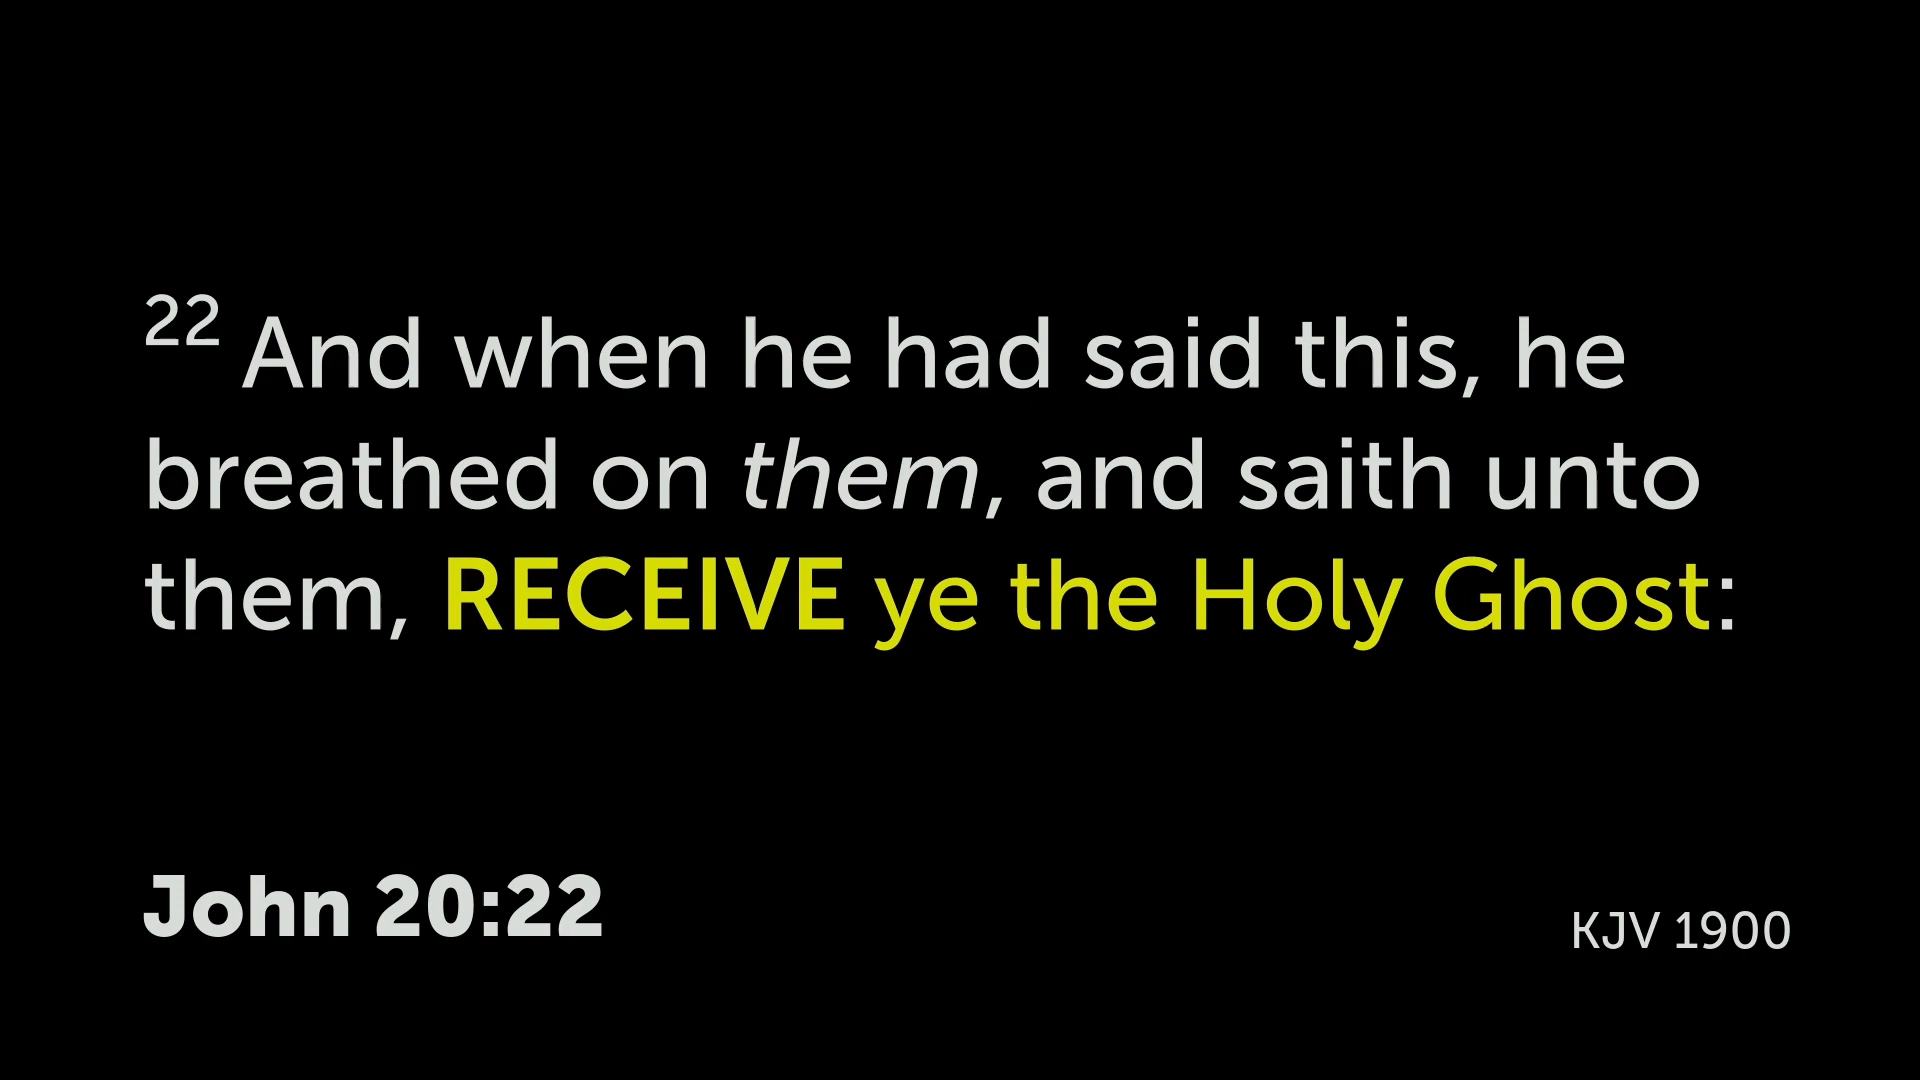 22 And when he had said this, he
breathed on them, and saith unto
them, RECEIVE ye the Holy Ghost:
John 20:22
KJV 1900